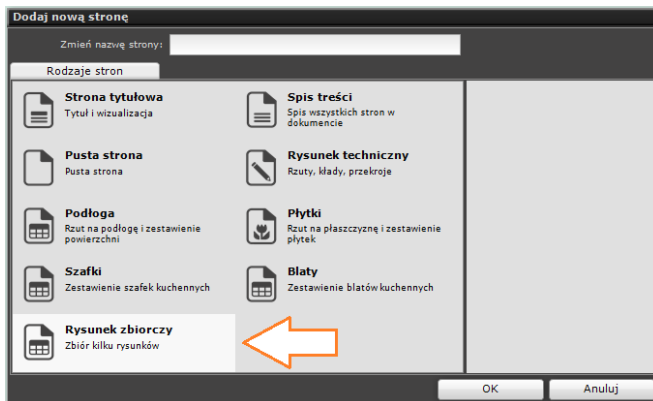 Dodaj nową stronę
Zmień nazwę strony:
Rodzaje stron
Strona tytułowa
Tytuł i wizualizacja
Spis treści
Spis wszystkich stron w
dokumencie
Pusta strona
Pusta strona
Rysunek techniczny
Rzuty, kłady, przekroje
Podłoga
Rzut na podłogę i zestawienie
powierzchni
Płytki
Rzut na płaszczyznę i zestawienie
płytek
Szafki
Zestawienie szafek kuchennych
Blaty
Zestawienie blatów kuchennych
Rysunek zbiorczy
Zbiór kilku rysunków
OK
Anuluj